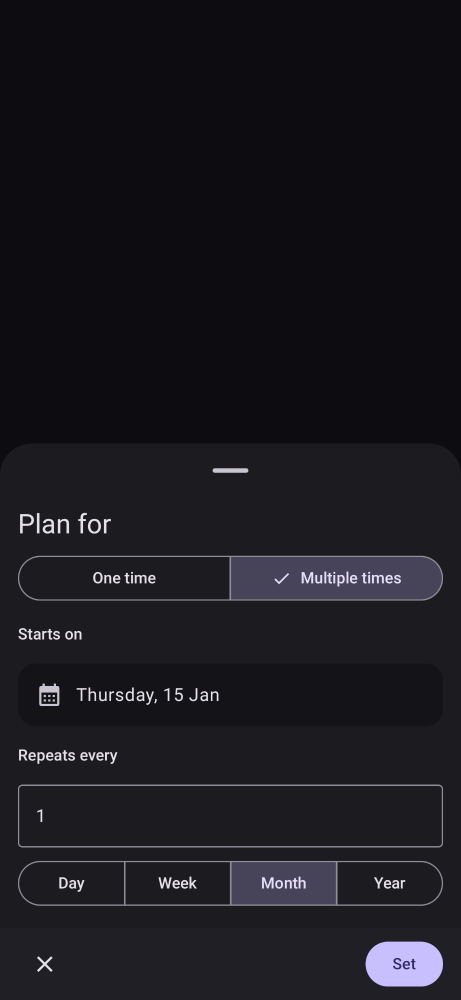 Plan for
One time
Multiple times
Starts on
Thursday, 15 Jan
Repeats every
1
Day
Week
Month
Year
Set